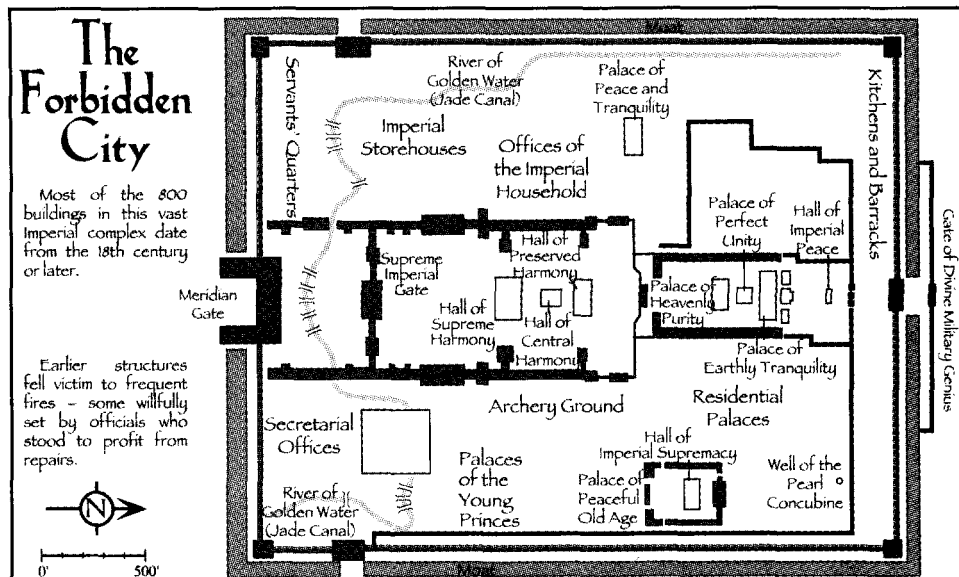 The
Forbidden
City
Most of the 800
buildings in this vast
Imperial complex date
from the 18th century
or later.
Earlier structures
fell victim to frequent
fires – some willfully
set by officials who
stood to profit from
repairs.
N
0' 500'
Moat
Servants' Quarters
River of
Golden Water
(Jade Canal)
Imperial
Storehouses
Palace of
Peace and
Tranquility
Offices of
the Imperial
Household
Kitchens and Barracks
Gate of Divine Military Genius
Meridian
Gate
Supreme
Imperial
Gate
Hall of
Preserved
Harmony
Hall of
Supreme
Harmony
Hall of
Central
Harmony
Palace of
Perfect
Unity
Hall of
Imperial
Peace
Palace of
Heavenly
Purity
Palace of
Earthly Tranquility
Archery Ground
Residential
Palaces
Secretarial
Offices
River of
Golden Water
(Jade Canal)
Palaces
of the
Young
Princes
Hall of
Imperial Supremacy
Palace of
Peaceful
Old Age
Well of the
Pearl
Concubine
Moat